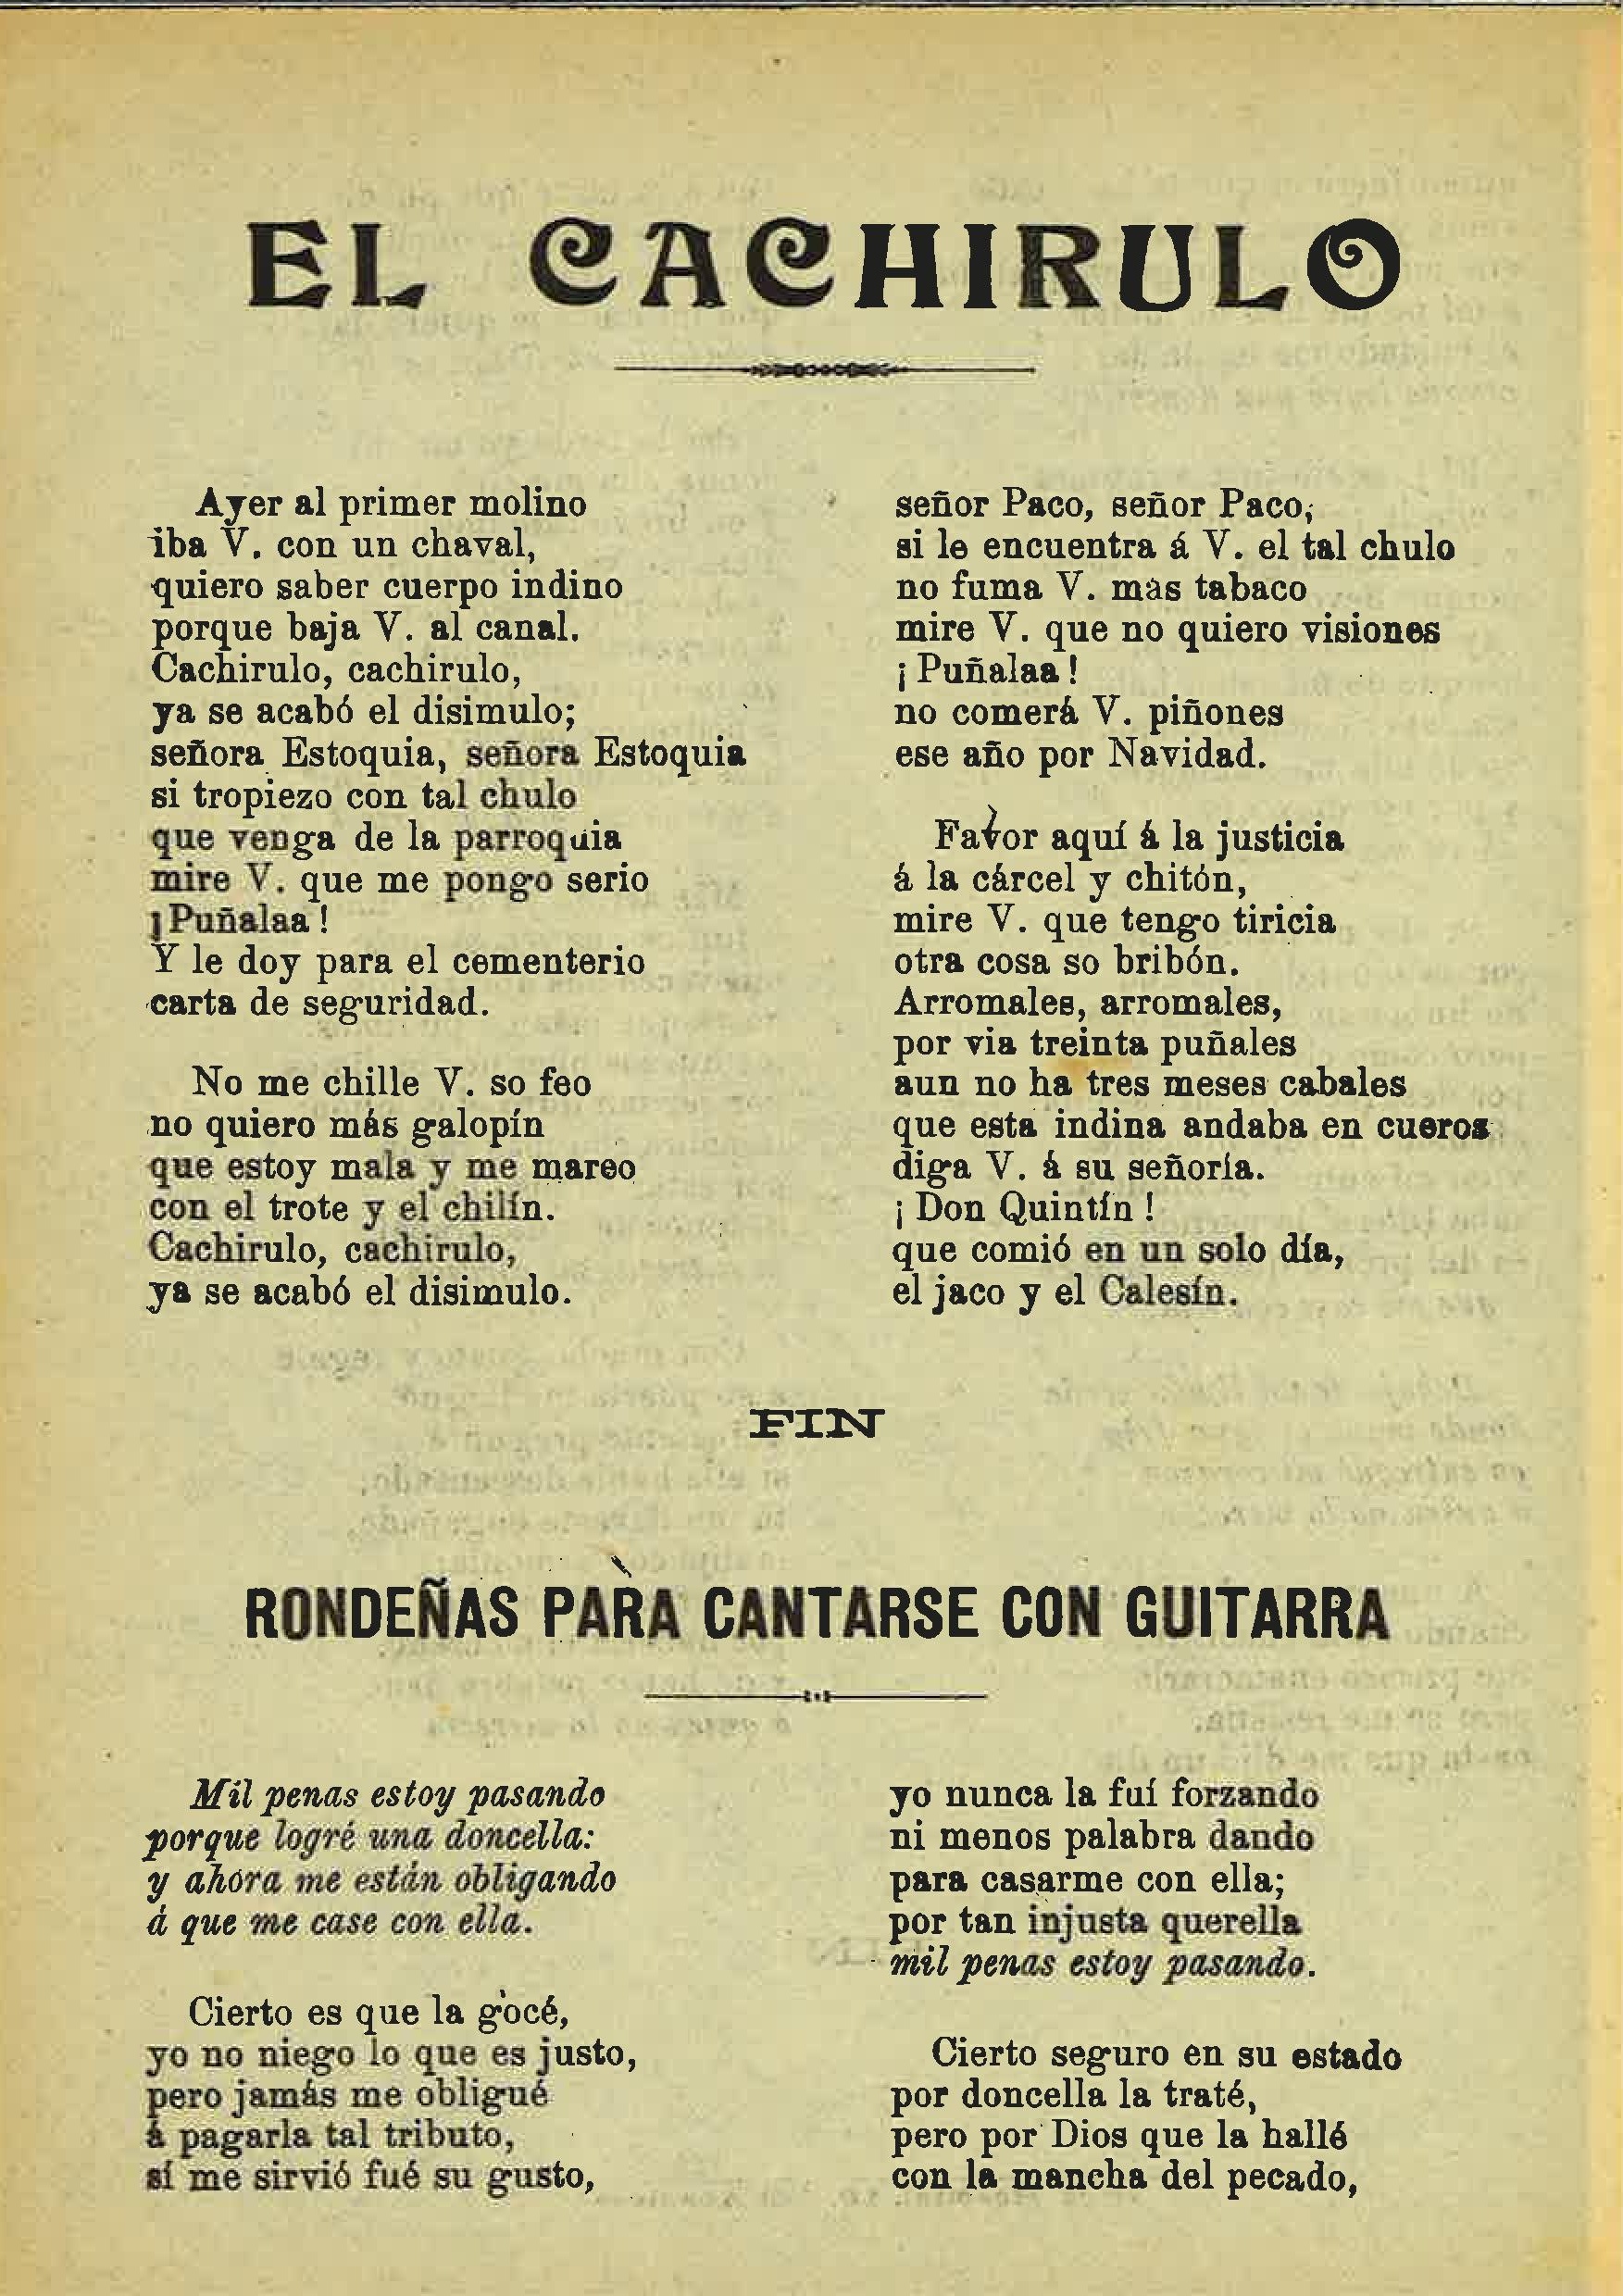 EL CACHIRULO
Ayer al primer molino
iba V. con un chaval,
quiero saber cuerpo indino
porque baja V. al canal.
Cachirulo, cachirulo,
ya se acabó el disimulo;
señora Estoquia, señora Estoquia
si tropiezo con tal chulo
que venga de la parroquia
mire V. que me pongo serio
¡Puñalaa!
Y le doy para el cementerio
carta de seguridad.
No me chille V. so feo
no quiero más galopín
que estoy mala y me mareo
con el trote y el chilín.
Cachirulo, cachirulo,
ya se acabó el disimulo.
señor Paco, señor Paco,
si le encuentra á V. el tal chulo
no fuma V. mas tabaco
mire V. que no quiero visiones
¡Puñalaa!
no comerá V. piñones
ese año por Navidad.
Favor aquí á la justicia
á la cárcel y chitón,
mire V. que tengo tiricia
otra cosa so bribón.
Arromales, arromales,
por via treinta puñales
aun no ha tres meses cabales
que esta indina andaba en cueros
diga V. á su señoría.
¡Don Quintín!
que comió en un solo día,
el jaco y el Calesín.
FIN
RONDEÑAS PARA CANTARSE CON GUITARRA
Mil penas estoy pasando
porque logré una doncella:
y ahora me están obligando
á que me case con ella.
Cierto es que la gocé,
yo no niego lo que es justo,
pero jamás me obligué
á pagarla tal tributo,
sí me sirvió fué su gusto,
yo nunca la fuí forzando
ni menos palabra dando
para casarme con ella;
por tan injusta querella
mil penas estoy pasando.
Cierto seguro en su estado
por doncella la traté,
pero por Dios que la hallé
con la mancha del pecado,